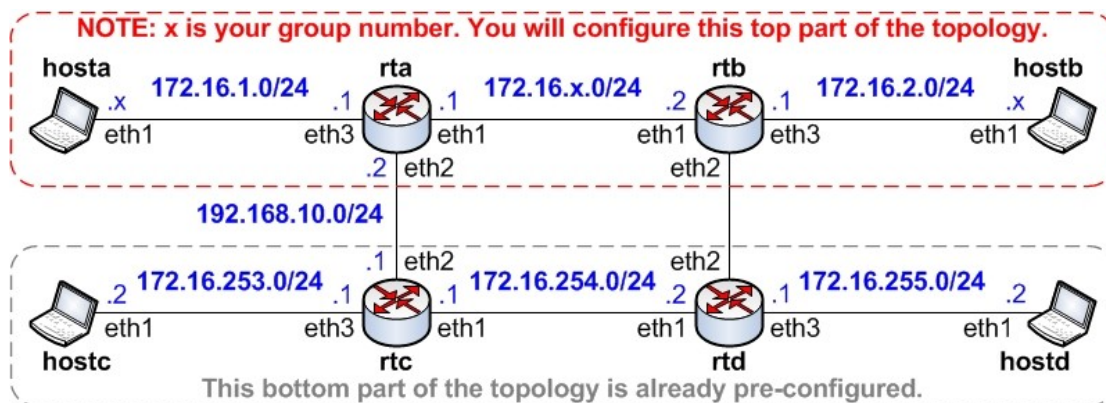 NOTE: x is your group number. You will configure this top part of the topology.
hosta rta rtb hostb
172.16.1.0/24 172.16.x.0/24 172.16.2.0/24
.x .1 .1 .2 .1 .x
eth1 eth3 eth1 eth1 eth3 eth1
.2 eth2 eth2
192.168.10.0/24
.1 eth2 eth2
172.16.253.0/24 172.16.254.0/24 172.16.255.0/24
.2 .1 .1 .2 .1 .2
eth1 eth3 eth1 eth1 eth3 eth1
hostc rtc rtd hostd
This bottom part of the topology is already pre-configured.